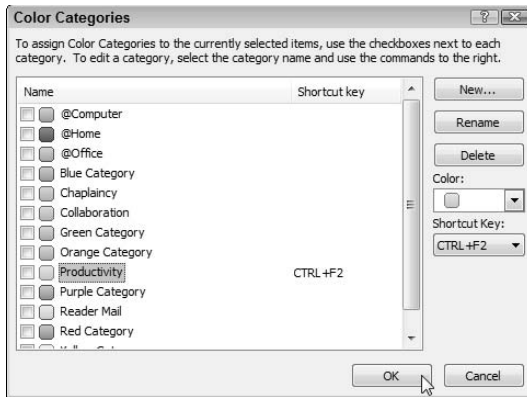 Color Categories
To assign Color Categories to the currently selected items, use the checkboxes next to each
category. To edit a category, select the category name and use the commands to the right.
Name Shortcut key
@Computer
@Home
@Office
Blue Category
Chaplaincy
Collaboration
Green Category
Orange Category
Productivity CTRL+F2
Purple Category
Reader Mail
Red Category
New...
Rename
Delete
Color:
Shortcut Key:
CTRL+F2
OK Cancel